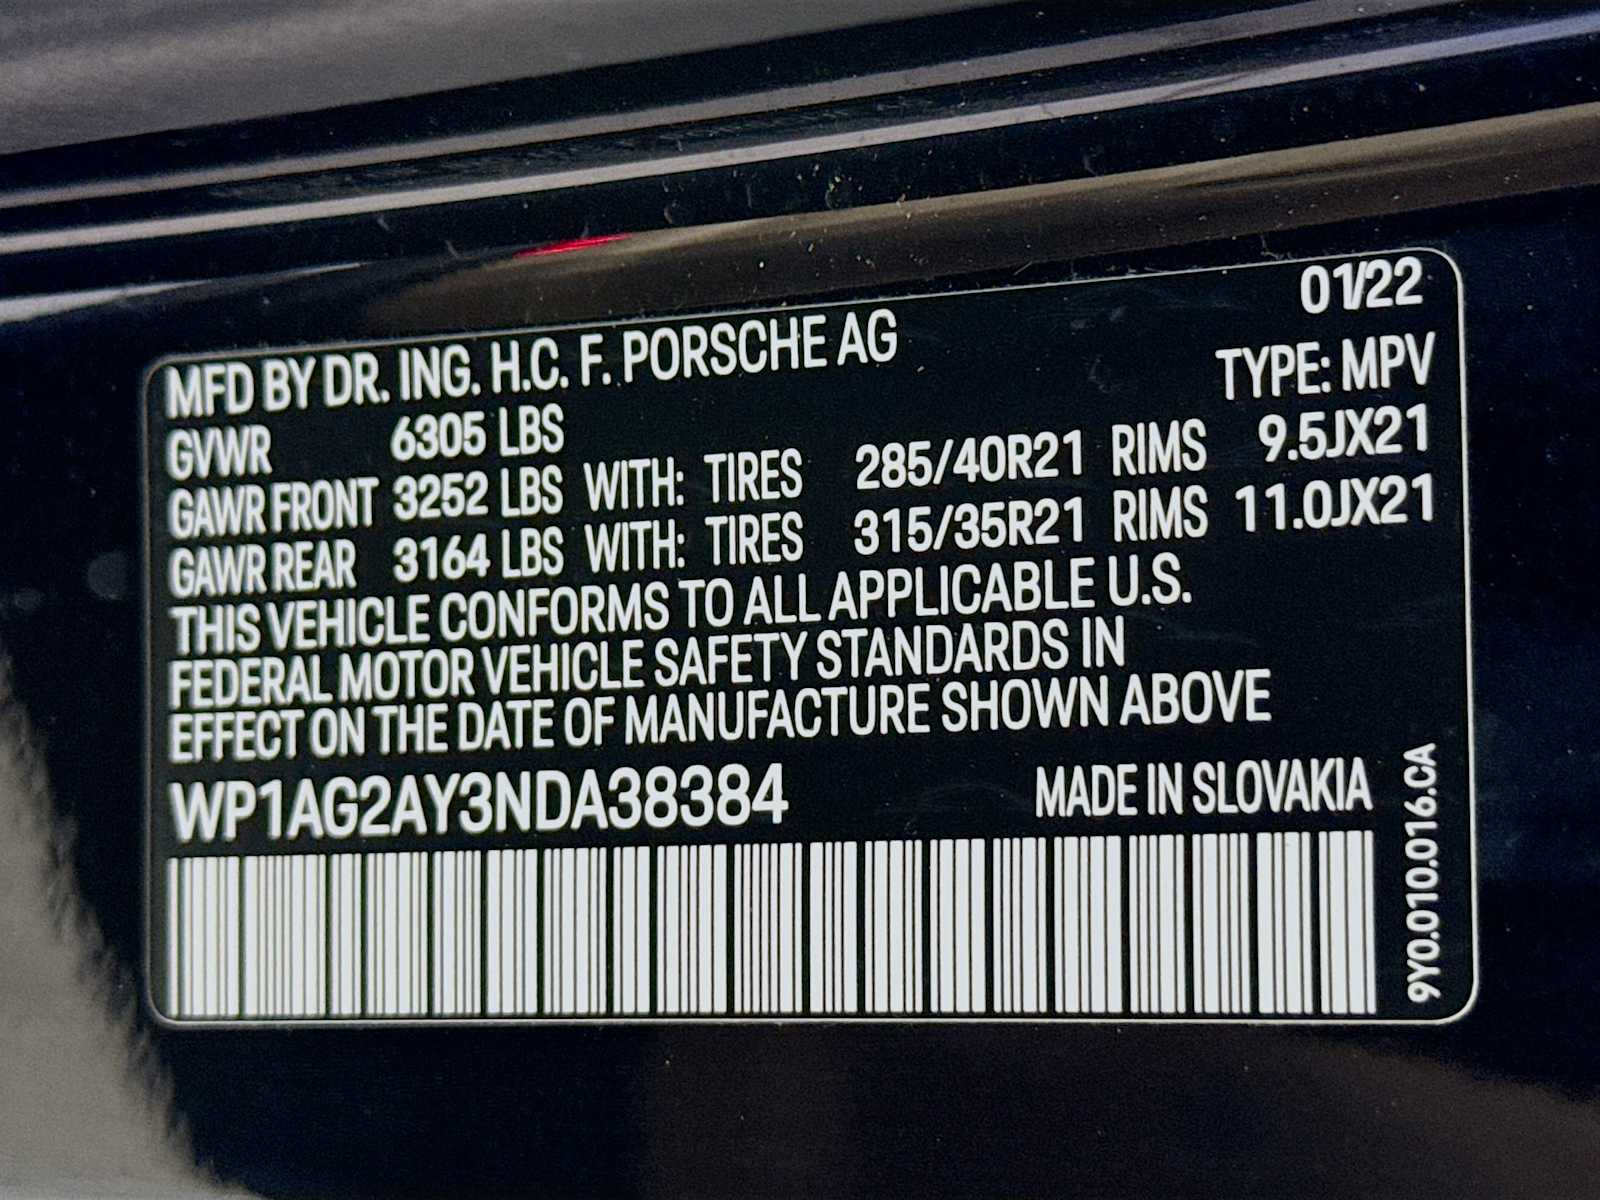 01/22
MFD BY DR. ING. H.C. F. PORSCHE AG
TYPE: MPV
GVWR 6305 LBS
GAWR FRONT 3252 LBS WITH: TIRES 285/40R21 RIMS 9.5JX21
GAWR REAR 3164 LBS WITH: TIRES 315/35R21 RIMS 11.0JX21
THIS VEHICLE CONFORMS TO ALL APPLICABLE U.S.
FEDERAL MOTOR VEHICLE SAFETY STANDARDS IN
EFFECT ON THE DATE OF MANUFACTURE SHOWN ABOVE
WP1AG2AY3NDA38384 MADE IN SLOVAKIA
9Y0.010.016.CA